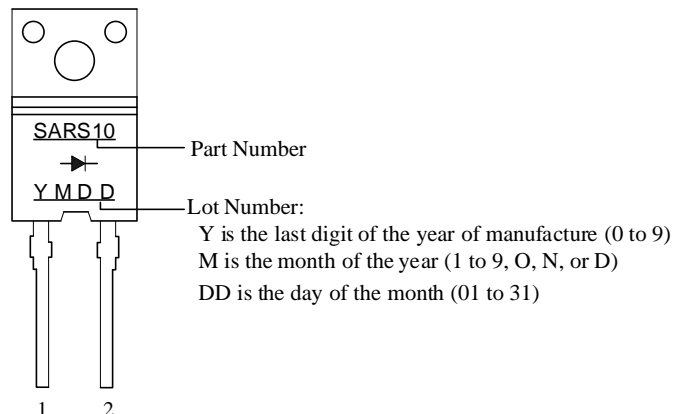 SARS10
Part Number
Y M D D
Lot Number:
Y is the last digit of the year of manufacture (0 to 9)
M is the month of the year (1 to 9, O, N, or D)
DD is the day of the month (01 to 31)
1 2